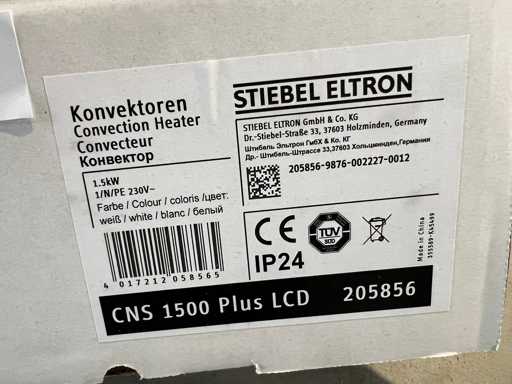 Konvektoren
Convection Heater
Convecteur
Конвектор
1.5kW
1/N/PE 230V~
Farbe / Colour / coloris /цвет:
weiß / white / blanc / белый
4 017212 058565
STIEBEL ELTRON
STIEBEL ELTRON GmbH & Co. KG
Dr.-Stiebel-Straße 33, 37603 Holzminden, Germany
Штибель Эльтрон ГмбХ & Ко. КГ
Др.- Штибель-Штрассе 33,37603 Хольцминден,Германии
205856-9876-002227-0012
CE
TÜV
SÜD
IP24
Made in China
CNS 1500 Plus LCD 205856